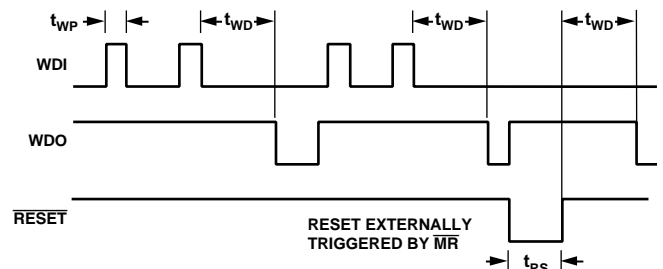 tWP
tWD
tWD
tWD
WDI
WDO
RESET
RESET EXTERNALLY
TRIGGERED BY MR
tRS